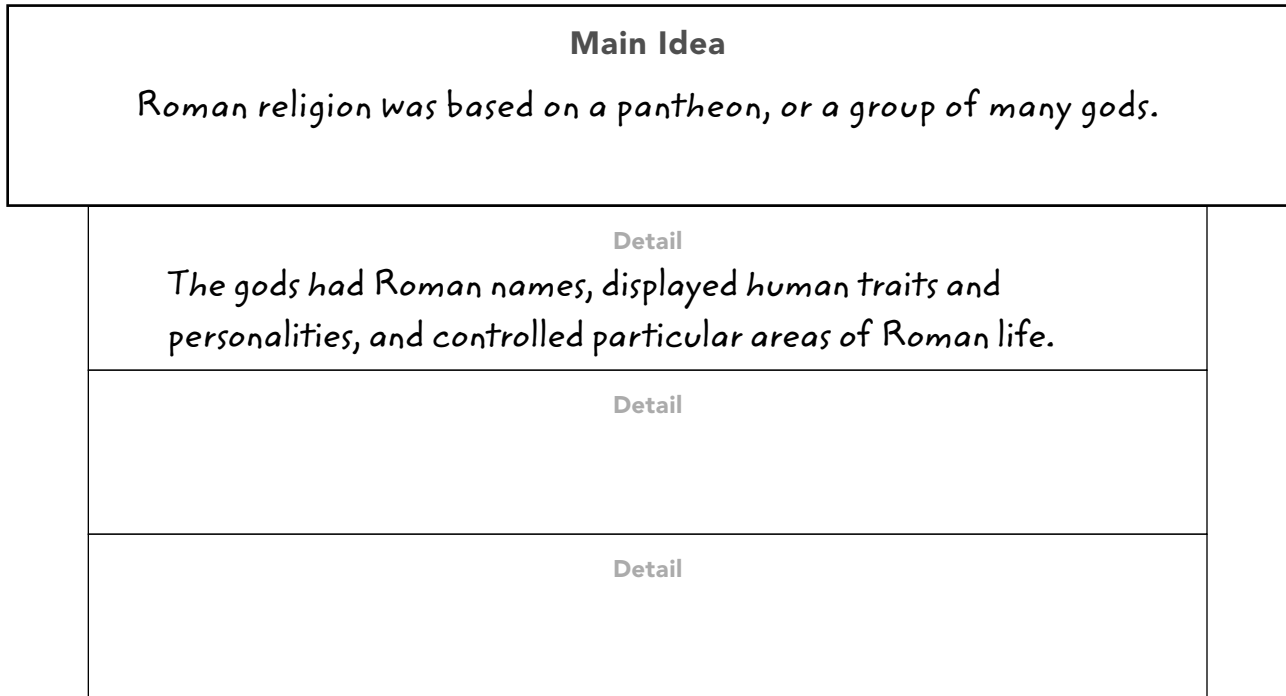 Main Idea
Roman religion was based on a pantheon, or a group of many gods.
Detail
The gods had Roman names, displayed human traits and
personalities, and controlled particular areas of Roman life.
Detail
Detail